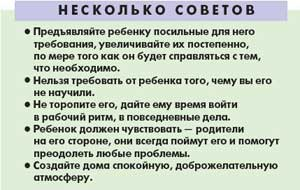 НЕСКОЛЬКО СОВЕТОВ
● Предъявляйте ребенку посильные для него
требования, увеличивайте их постепенно,
по мере того как он будет справляться с тем,
что необходимо.
● Нельзя требовать от ребенка того, чему вы его
не научили.
● Не торопите его, дайте ему время войти
в рабочий ритм, в повседневные дела.
● Ребенок должен чувствовать — родители
на его стороне, они всегда поймут его и помогут
преодолеть любые проблемы.
● Создайте дома спокойную, доброжелательную
атмосферу.